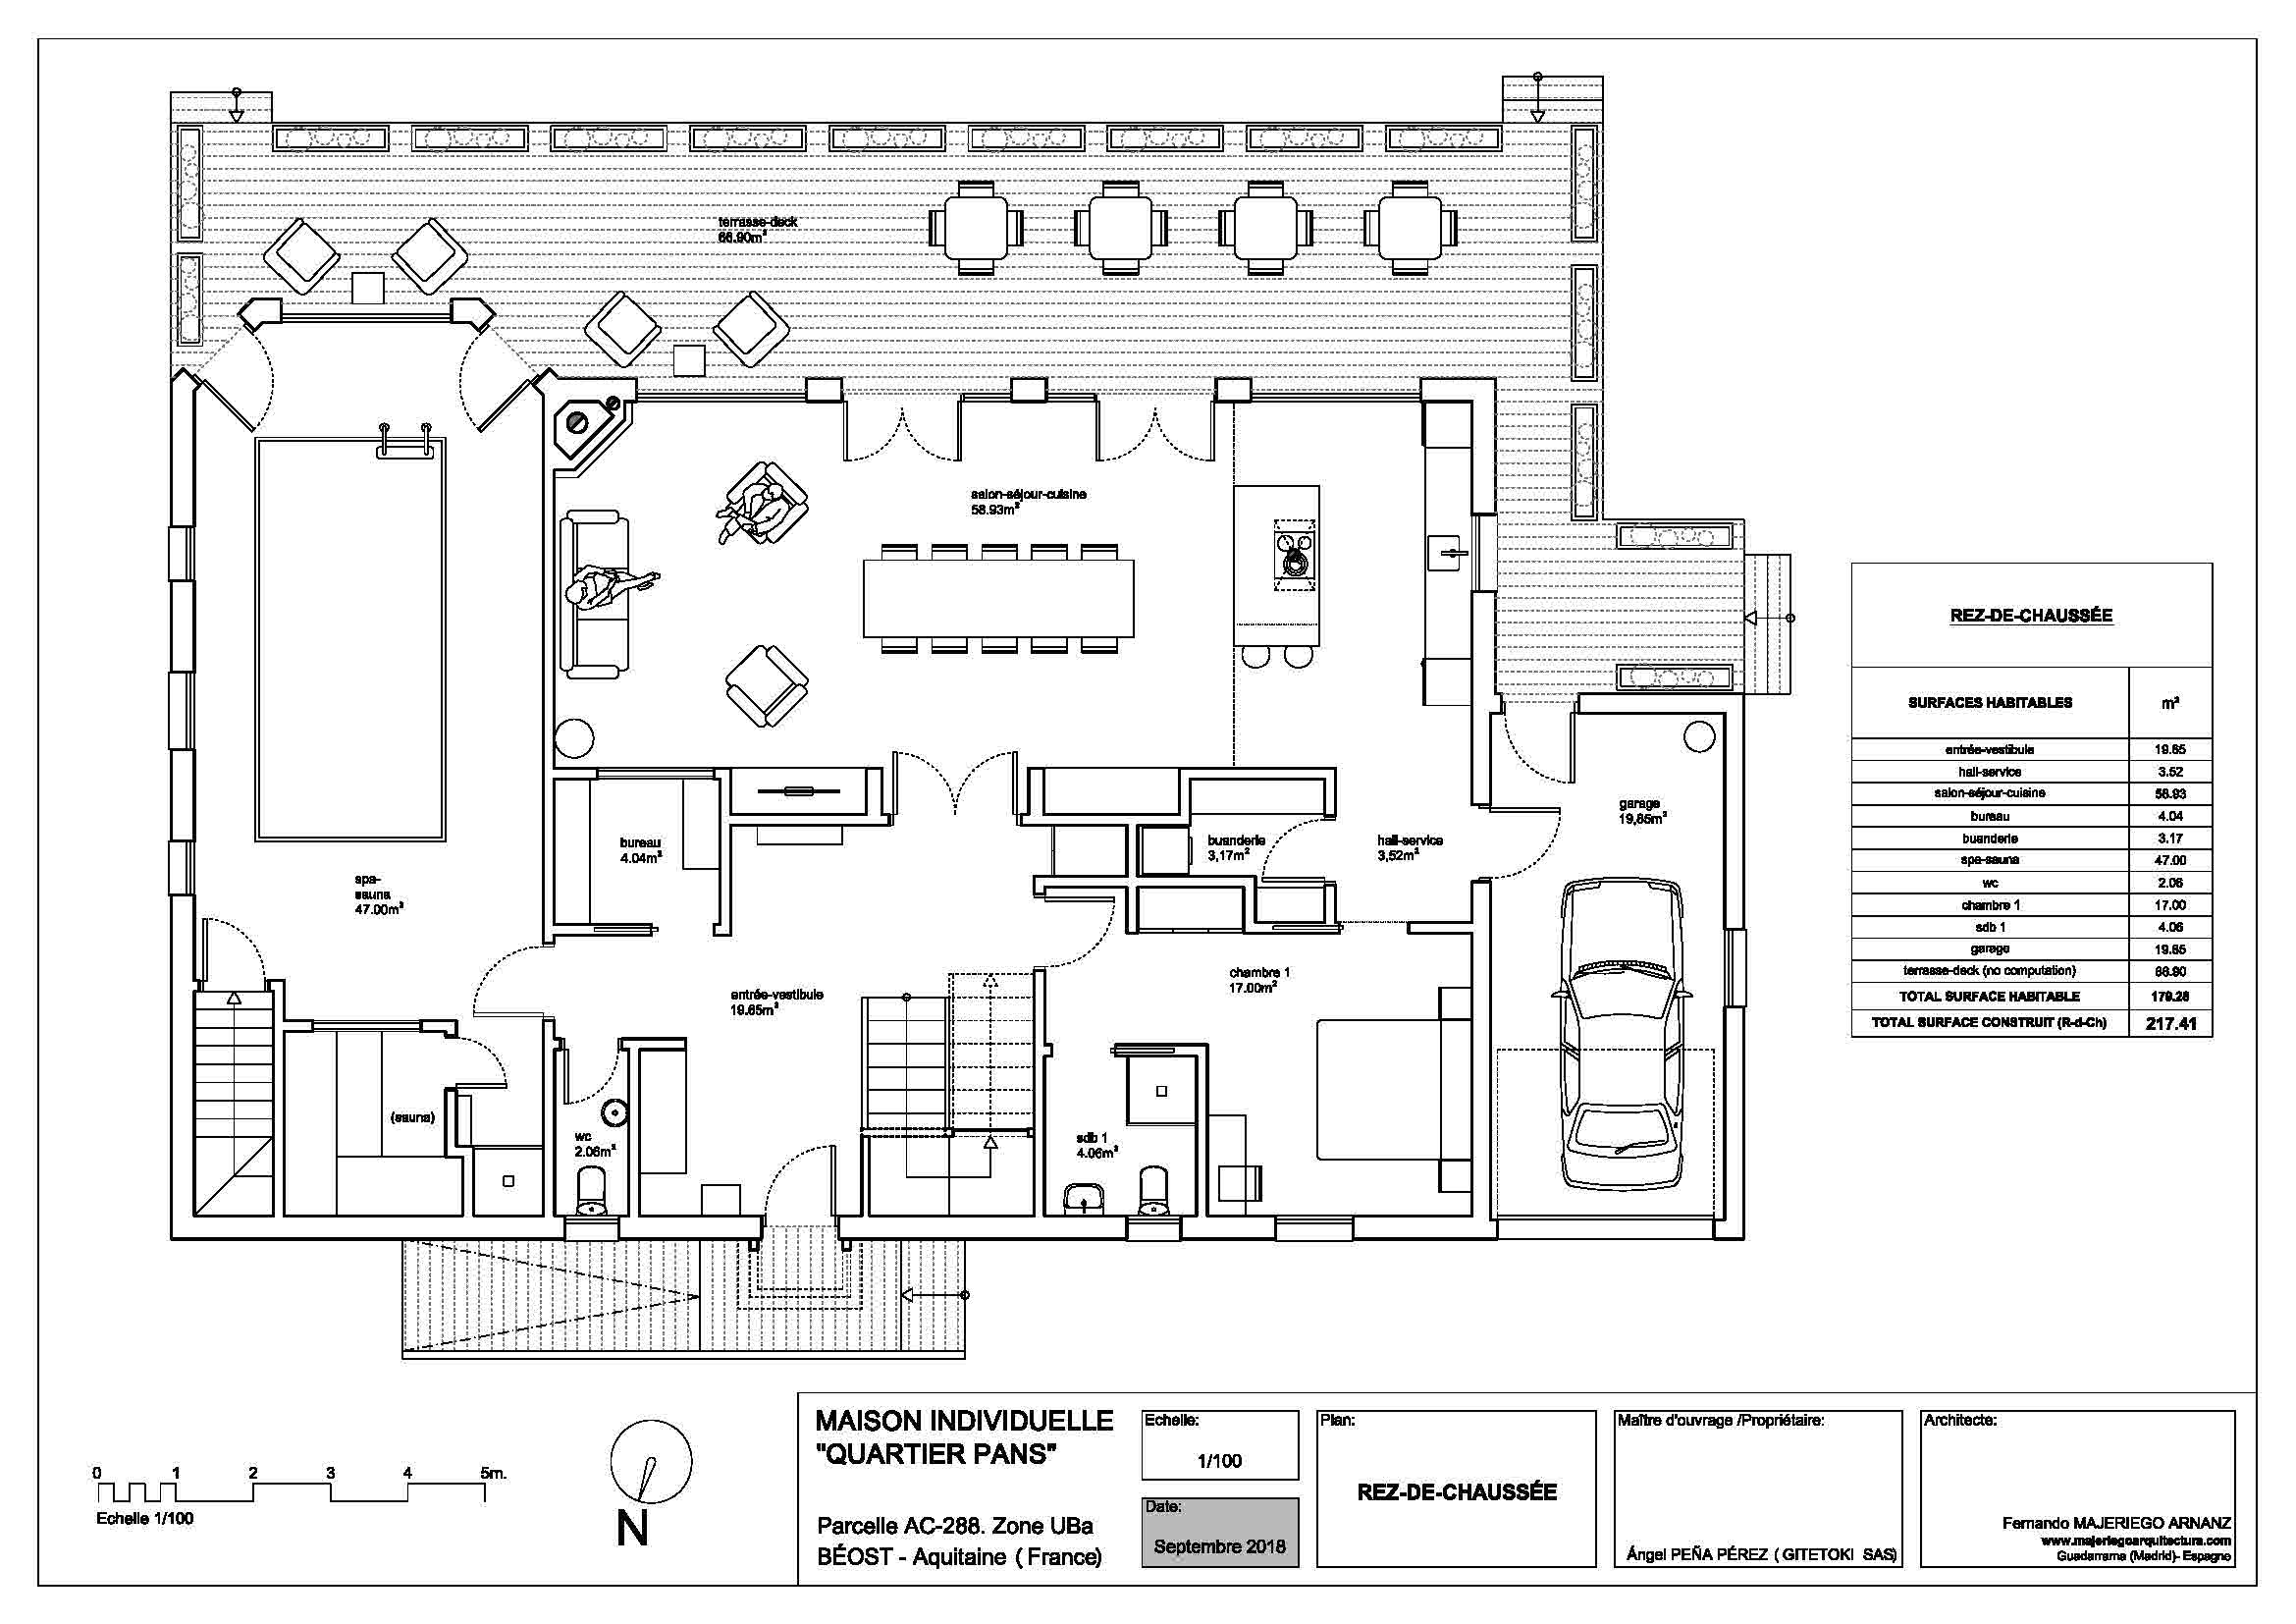 terrasse-deck
66.90m²
salon-séjour-cuisine
58.93m²
REZ-DE-CHAUSSÉE
SURFACES HABITABLES m²
entrée-vestibule 19.65
hall-service 3.52
salon-séjour-cuisine 58.93
bureau 4.04
buanderie 3.17
spa-sauna 47.00
wc 2.06
chambre 1 17.00
sdb 1 4.06
garage 19.85
terrasse-deck (no computation) 66.90
TOTAL SURFACE HABITABLE 179.28
TOTAL SURFACE CONSTRUIT (R-d-Ch) 217.41
garage
19,85m²
bureau
4.04m²
buanderie
3,17m²
hall-service
3,52m²
spa-
sauna
47.00m²
chambre 1
17.00m²
entrée-vestibule
19.65m²
(sauna)
wc
2.06m²
sdb 1
4.06m²
0 1 2 3 4 5m.
Echelle 1/100
N
MAISON INDIVIDUELLE
"QUARTIER PANS"
Parcelle AC-288. Zone UBa
BÉOST - Aquitaine ( France)
Echelle:
1/100
Date:
Septembre 2018
Plan:
REZ-DE-CHAUSSÉE
Maître d'ouvrage /Propriétaire:
Ángel PEÑA PÉREZ ( GITETOKI SAS)
Architecte:
Fernando MAJERIEGO ARNANZ
www.majeriegoarquitectura.com
Guadarrama (Madrid)- Espagne